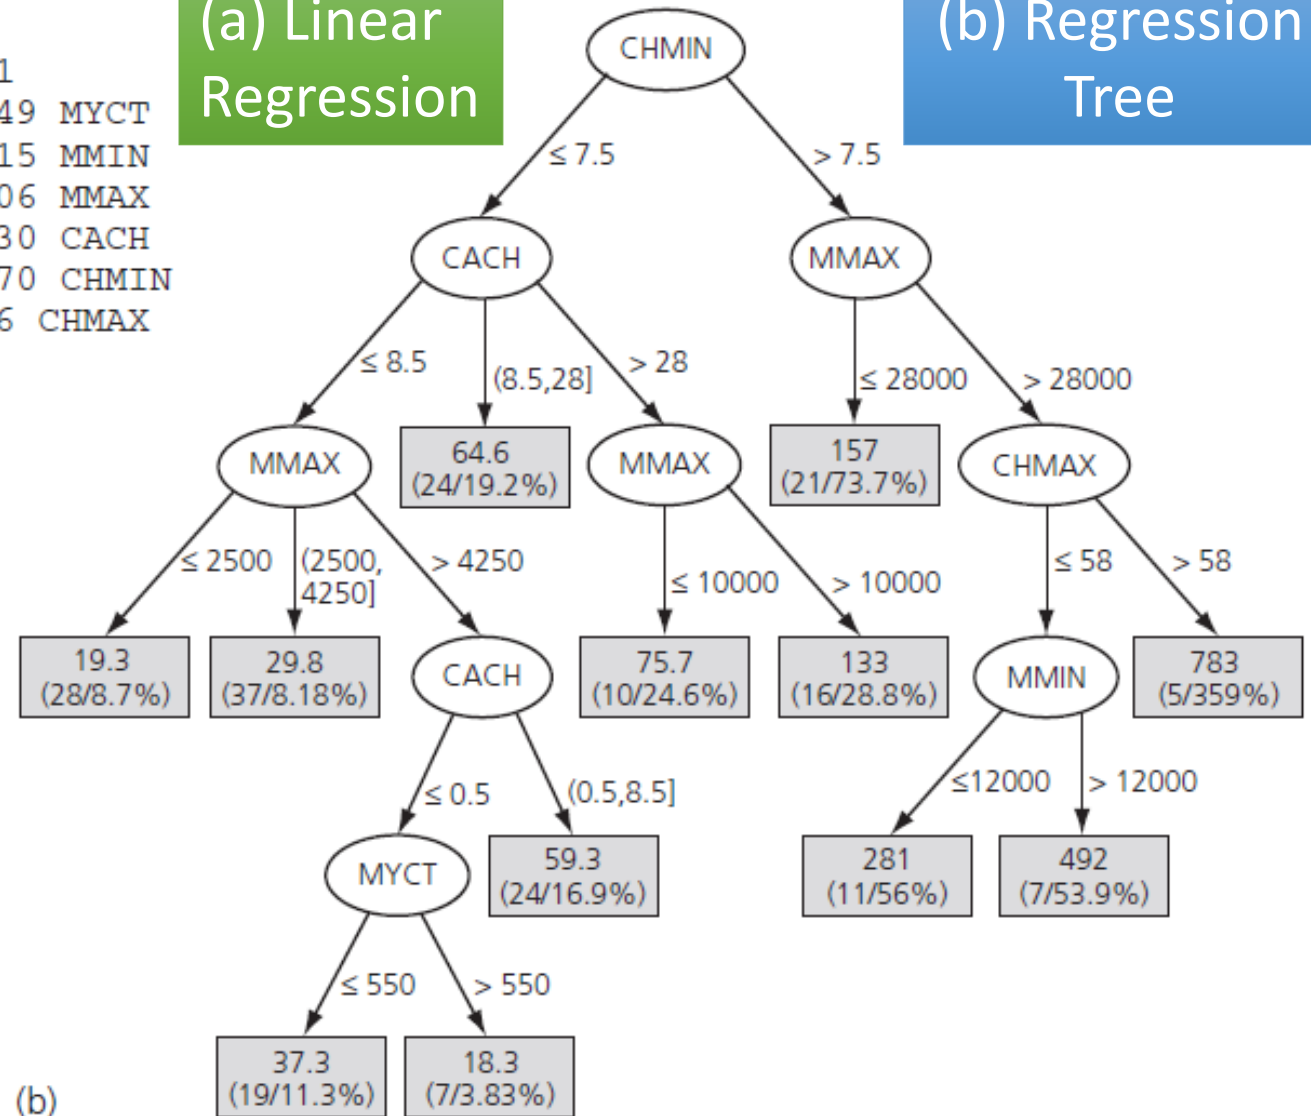 (a) Linear
Regression
(b) Regression
Tree
1
49 MYCT
15 MMIN
06 MMAX
30 CACH
70 CHMIN
6 CHMAX
CHMIN
≤ 7.5
> 7.5
CACH
MMAX
≤ 8.5
(8.5,28]
> 28
≤ 28000
> 28000
MMAX
64.6
(24/19.2%)
MMAX
157
(21/73.7%)
CHMAX
≤ 2500
(2500,
4250]
> 4250
≤ 10000
> 10000
≤ 58
> 58
19.3
(28/8.7%)
29.8
(37/8.18%)
CACH
75.7
(10/24.6%)
133
(16/28.8%)
MMIN
783
(5/359%)
≤ 0.5
(0.5,8.5]
≤12000
> 12000
MYCT
59.3
(24/16.9%)
281
(11/56%)
492
(7/53.9%)
≤ 550
> 550
37.3
(19/11.3%)
18.3
(7/3.83%)
(b)